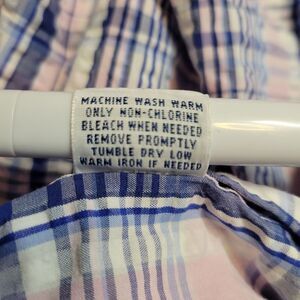 MACHINE WASH WARM
ONLY NON-CHLORINE
BLEACH WHEN NEEDED
REMOVE PROMPTLY
TUMBLE DRY LOW
WARM IRON IF NEEDED